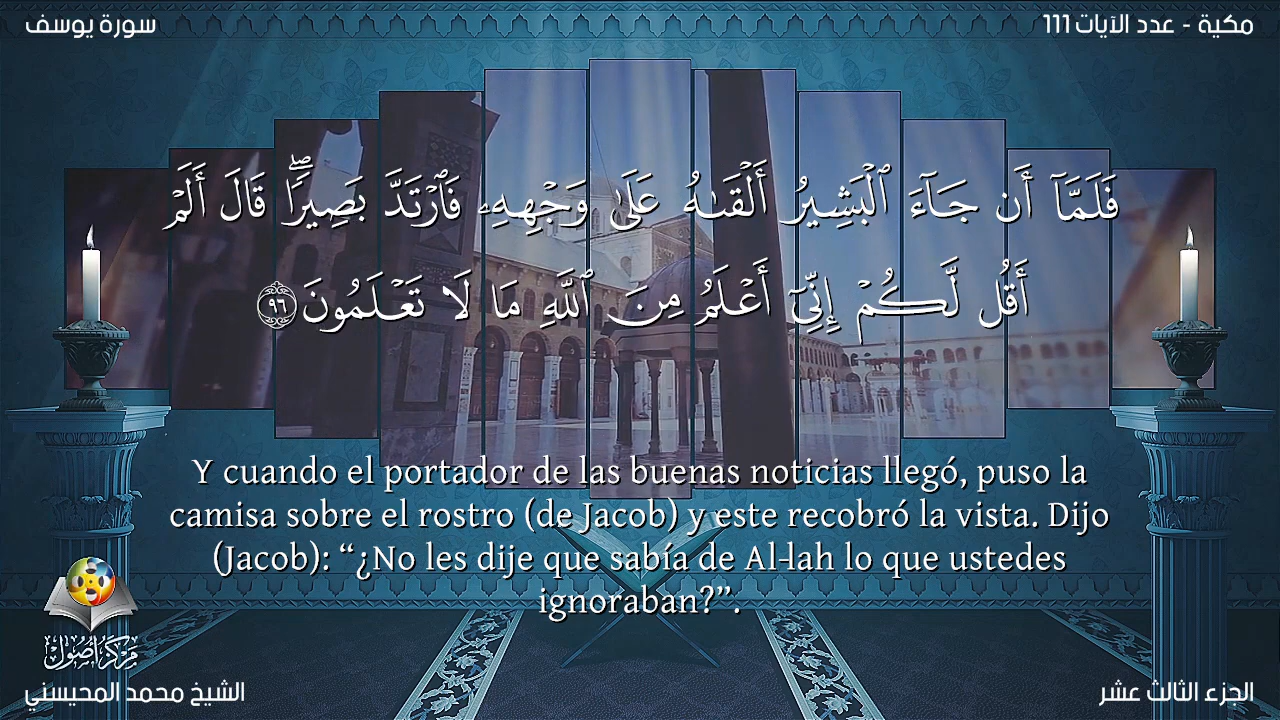 مكية - عدد الآيات 111
سورة يوسف
فَلَمَّآ أَن جَآءَ ٱلْبَشِيرُ أَلْقَىٰهُ عَلَىٰ وَجْهِهِۦ فَٱرْتَدَّ بَصِيرًۭا ۖ قَالَ أَلَمْ
أَقُل لَّكُمْ إِنِّىٓ أَعْلَمُ مِنَ ٱللَّهِ مَا لَا تَعْلَمُونَ ٩٦
Y cuando el portador de las buenas noticias llegó, puso la
camisa sobre el rostro (de Jacob) y este recobró la vista. Dijo
(Jacob): “¿No les dije que sabía de Al-lah lo que ustedes
ignoraban?”.
مركز أصول
الجزء الثالث عشر
الشيخ محمد المحيسني